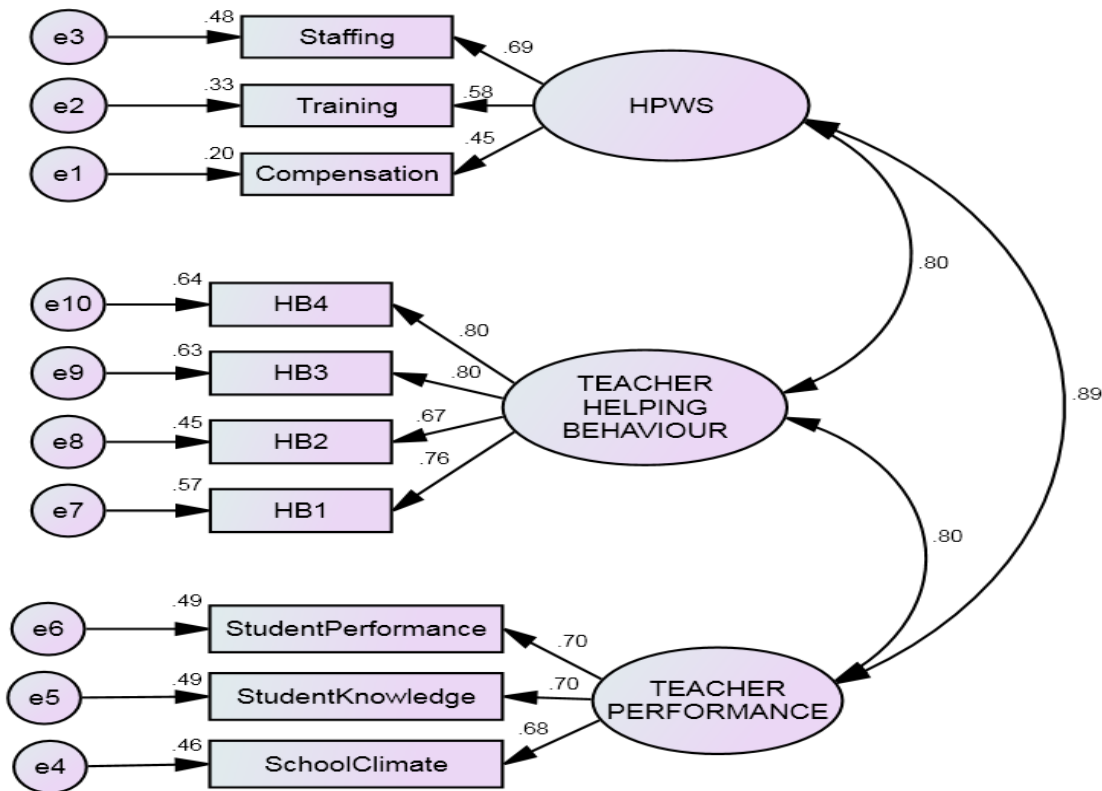 .48
e3
Staffing
.69
.33
e2
Training
.58
HPWS
.20
e1
Compensation
.45
.80
.64
e10
HB4
.80
.63
e9
HB3
.80
TEACHER
HELPING
BEHAVIOUR
.89
.45
e8
HB2
.67
.57
e7
HB1
.76
.80
.49
e6
StudentPerformance
.70
.49
e5
StudentKnowledge
.70
TEACHER
PERFORMANCE
.46
e4
SchoolClimate
.68